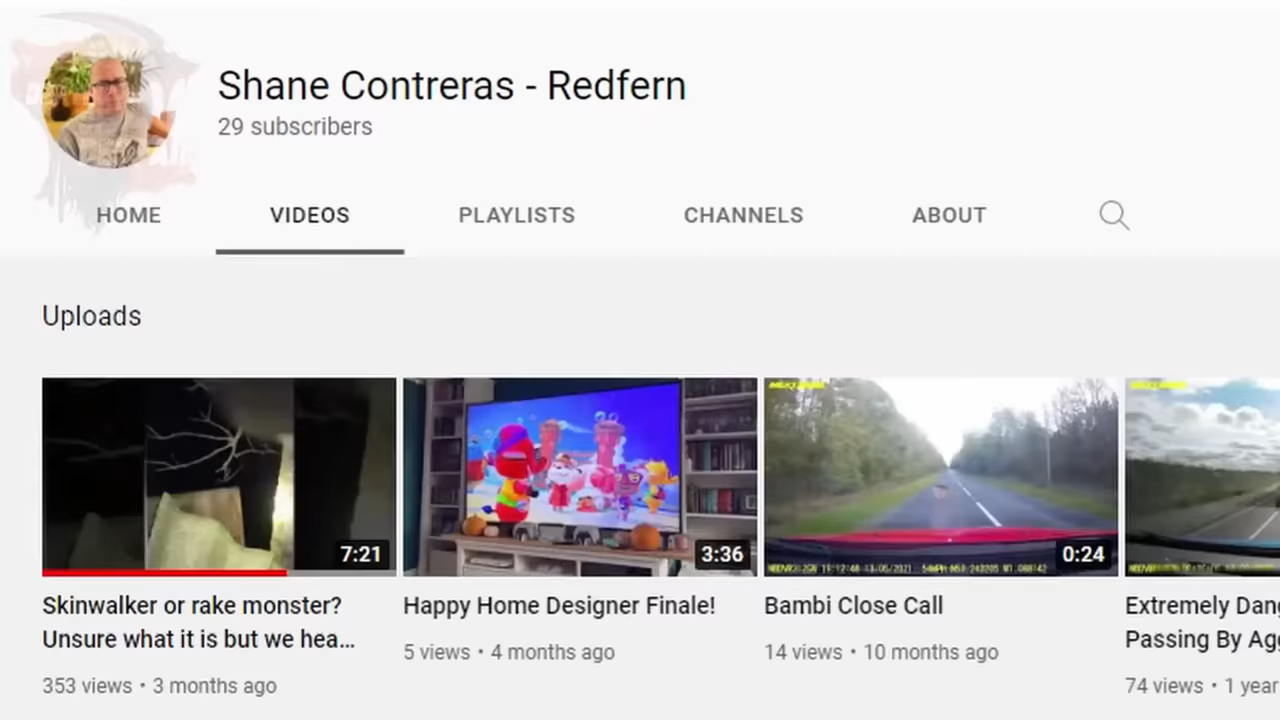 Shane Contreras - Redfern
29 subscribers
HOME VIDEOS PLAYLISTS CHANNELS ABOUT
Uploads
7:21 3:36 0:24
Skinwalker or rake monster? Happy Home Designer Finale! Bambi Close Call Extremely Dang
Unsure what it is but we hea... Passing By Agg
5 views • 4 months ago 14 views • 10 months ago
353 views • 3 months ago 74 views • 1 year